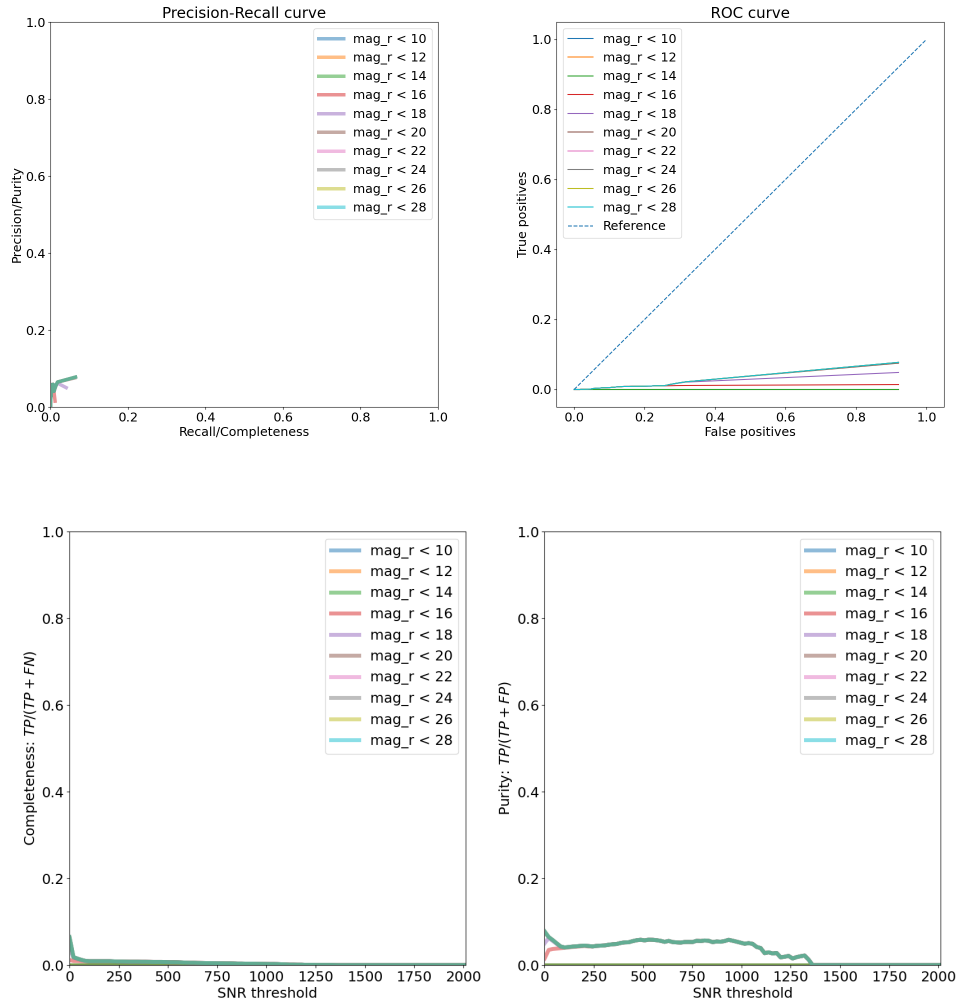 Precision-Recall curve
1.0
0.8
0.6
0.4
0.2
0.0
Precision/Purity
mag_r < 10
mag_r < 12
mag_r < 14
mag_r < 16
mag_r < 18
mag_r < 20
mag_r < 22
mag_r < 24
mag_r < 26
mag_r < 28
0.0 0.2 0.4 0.6 0.8 1.0
Recall/Completeness
ROC curve
1.0
0.8
0.6
0.4
0.2
0.0
True positives
mag_r < 10
mag_r < 12
mag_r < 14
mag_r < 16
mag_r < 18
mag_r < 20
mag_r < 22
mag_r < 24
mag_r < 26
mag_r < 28
Reference
0.0 0.2 0.4 0.6 0.8 1.0
False positives
1.0
0.8
0.6
0.4
0.2
0.0
Completeness: TP/(TP + FN)
mag_r < 10
mag_r < 12
mag_r < 14
mag_r < 16
mag_r < 18
mag_r < 20
mag_r < 22
mag_r < 24
mag_r < 26
mag_r < 28
0 250 500 750 1000 1250 1500 1750 2000
SNR threshold
1.0
0.8
0.6
0.4
0.2
0.0
Purity: TP/(TP + FP)
mag_r < 10
mag_r < 12
mag_r < 14
mag_r < 16
mag_r < 18
mag_r < 20
mag_r < 22
mag_r < 24
mag_r < 26
mag_r < 28
0 250 500 750 1000 1250 1500 1750 2000
SNR threshold